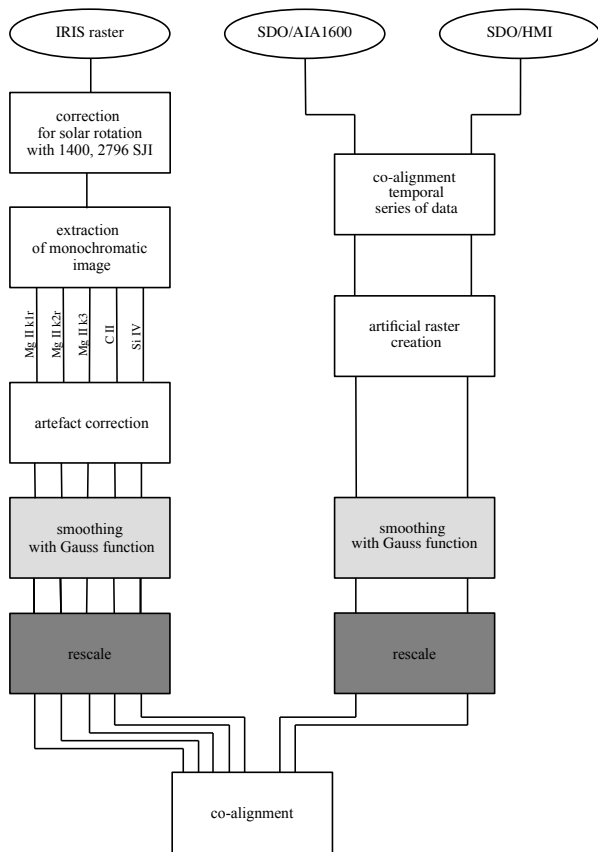 IRIS raster
SDO/AIA1600
SDO/HMI
correction
for solar rotation
with 1400, 2796 SJI
co-alignment
temporal
series of data
extraction
of monochromatic
image
Mg II k1r
Mg II k2r
Mg II k3
C II
Si IV
artificial raster
creation
artefact correction
smoothing
with Gauss function
smoothing
with Gauss function
rescale
rescale
co-alignment